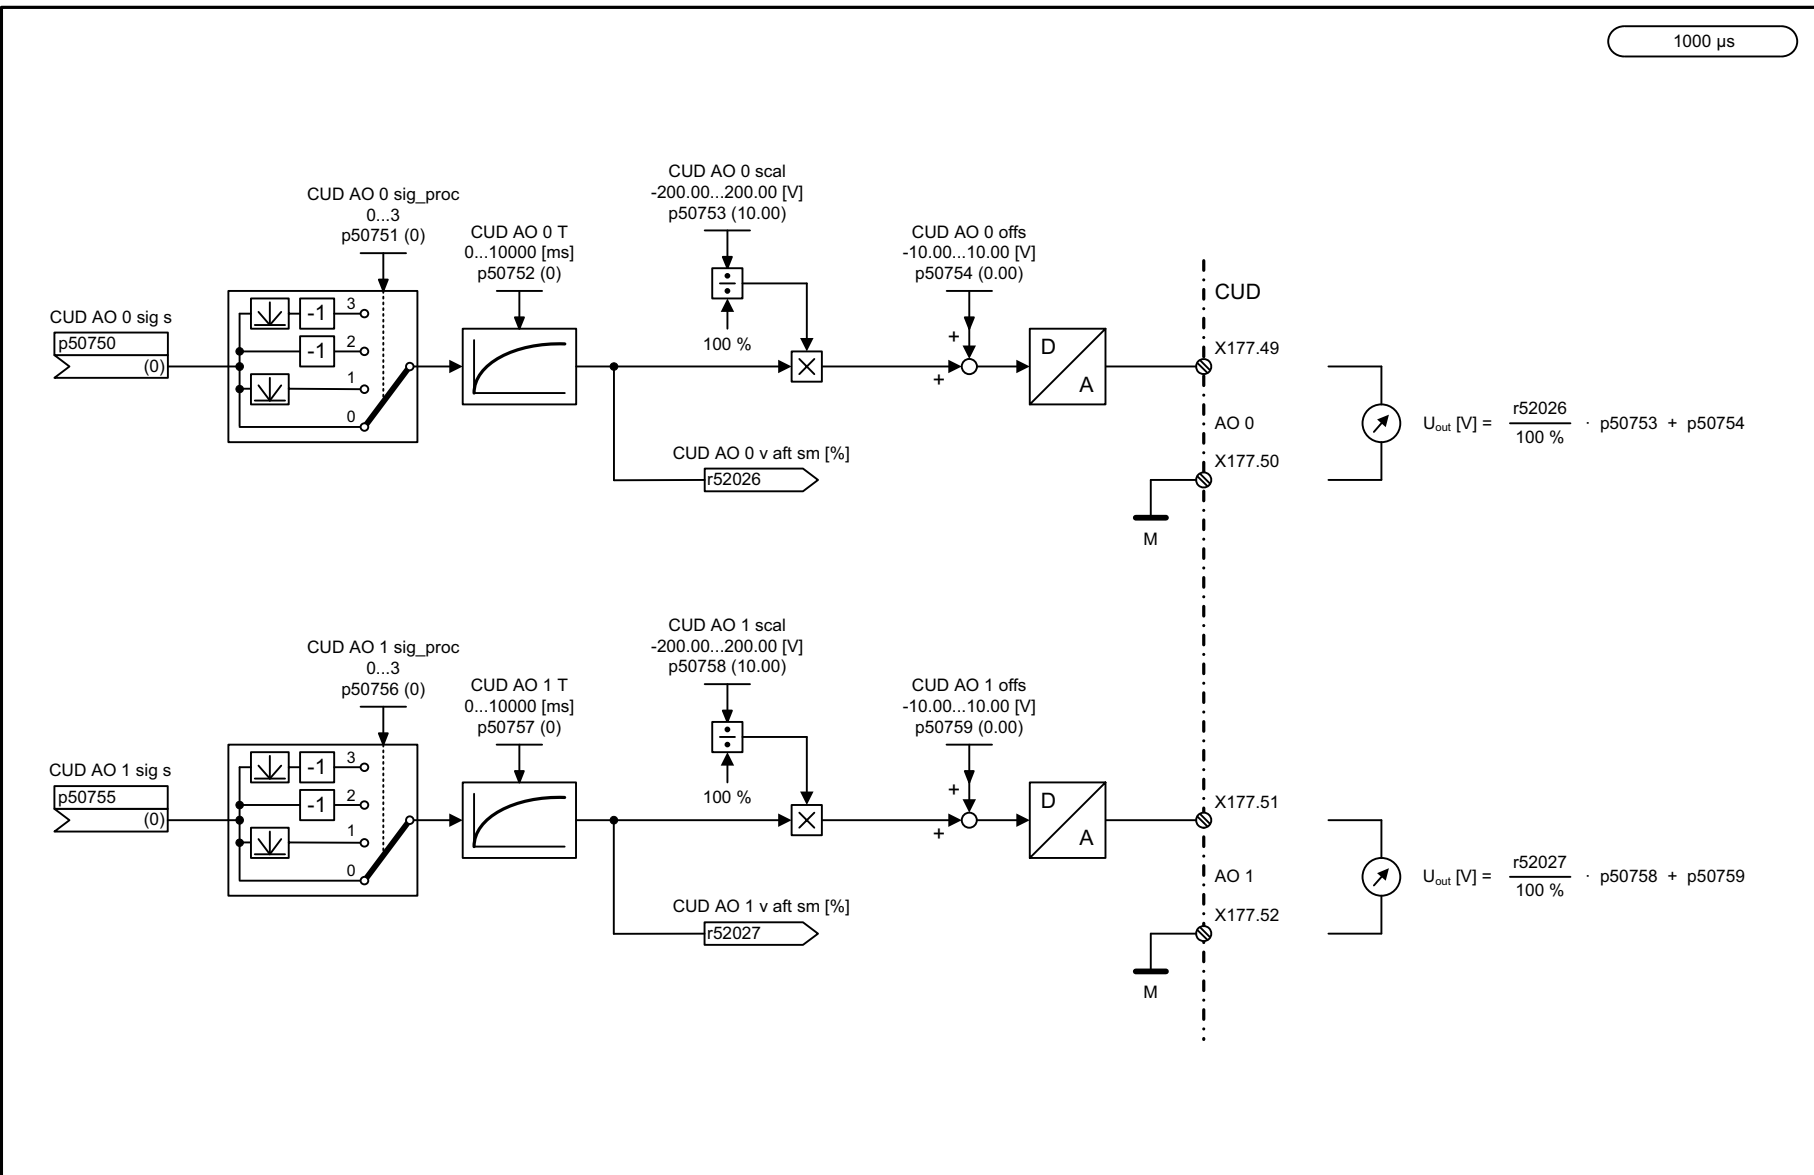 1000 µs
CUD AO 0 scal
-200.00...200.00 [V]
p50753 (10.00)
CUD AO 0 sig_proc
0...3
p50751 (0)
CUD AO 0 T
0...10000 [ms]
p50752 (0)
CUD AO 0 offs
-10.00...10.00 [V]
p50754 (0.00)
CUD AO 0 sig s
p50750
(0)
-1 3
-1 2
1
0
÷
100 %
×
+
+
D
A
CUD
X177.49
AO 0
X177.50
M
Uout [V] = r52026 / 100 % · p50753 + p50754
CUD AO 0 v aft sm [%]
r52026
CUD AO 1 scal
-200.00...200.00 [V]
p50758 (10.00)
CUD AO 1 sig_proc
0...3
p50756 (0)
CUD AO 1 T
0...10000 [ms]
p50757 (0)
CUD AO 1 offs
-10.00...10.00 [V]
p50759 (0.00)
CUD AO 1 sig s
p50755
(0)
-1 3
-1 2
1
0
÷
100 %
×
+
+
D
A
X177.51
AO 1
X177.52
M
Uout [V] = r52027 / 100 % · p50758 + p50759
CUD AO 1 v aft sm [%]
r52027